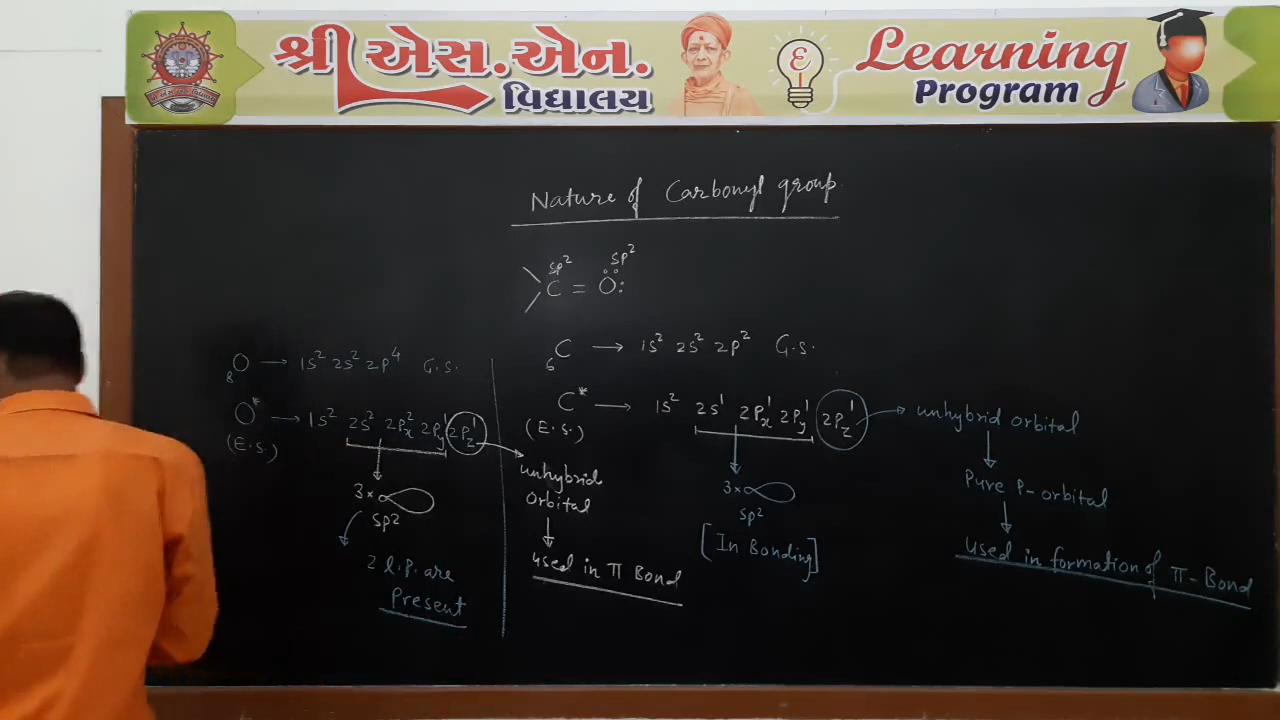 શ્રી એસ.એન.
વિદ્યાલય
Learning
Program
Nature of Carbonyl group
sp² sp²
C = O:
₈O → 1s² 2s² 2p⁴ G.S.
O* → 1s² 2s² 2Px² 2Py¹ 2Pz¹
(E.S.)
3×
sp²
2 l.p. are
Present
unhybrid
orbital
↓
used in π Bond
₆C → 1s² 2s² 2p² G.S.
C* → 1s² 2s¹ 2Px¹ 2Py¹ 2Pz¹ → unhybrid orbital
(E.S.)
3×
sp²
[In Bonding]
↓
Pure P-orbital
↓
used in formation of π-Bond